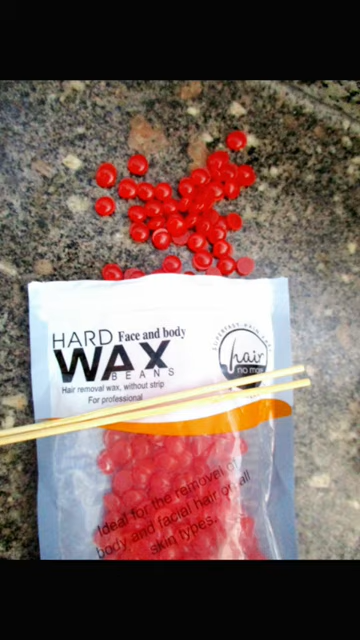 HARD Face and body
WAX
BEANS
Hair removal wax, without strip
For professional
hair
no more
Ideal for the removal of
body and facial hair on all
skin types.